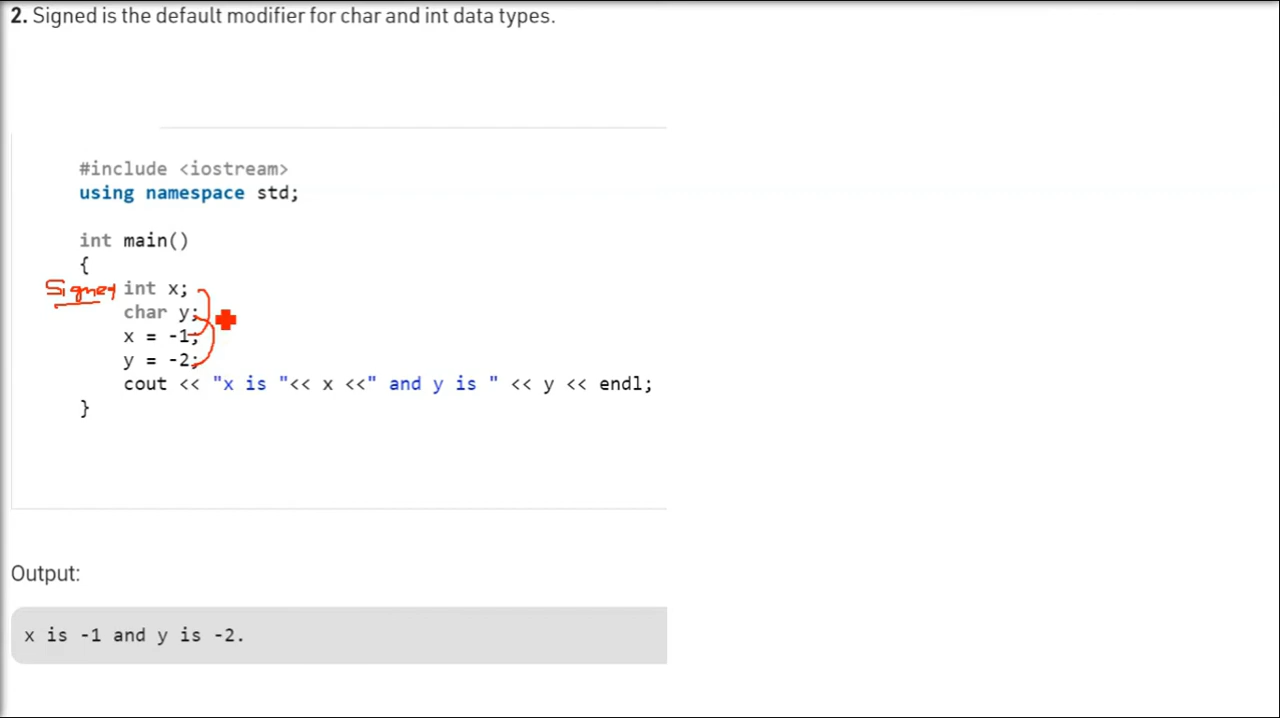 2. Signed is the default modifier for char and int data types.
#include <iostream>
using namespace std;
int main()
{
Signed int x;
char y;
x = -1;
y = -2;
cout << "x is "<< x <<" and y is " << y << endl;
}
Output:
x is -1 and y is -2.